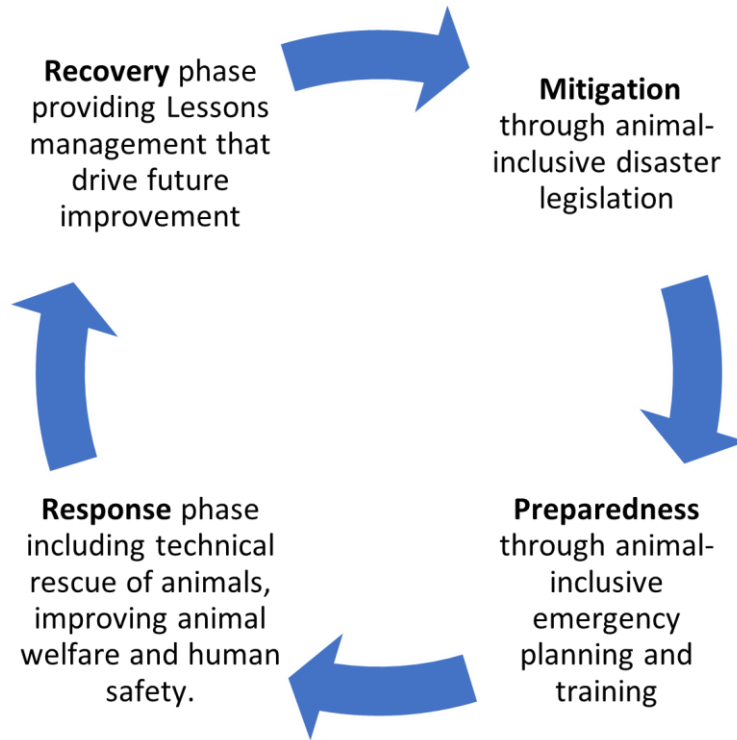 Recovery phase
providing Lessons
management that
drive future
improvement
Mitigation
through animal-
inclusive disaster
legislation
Response phase
including technical
rescue of animals,
improving animal
welfare and human
safety.
Preparedness
through animal-
inclusive
emergency
planning and
training